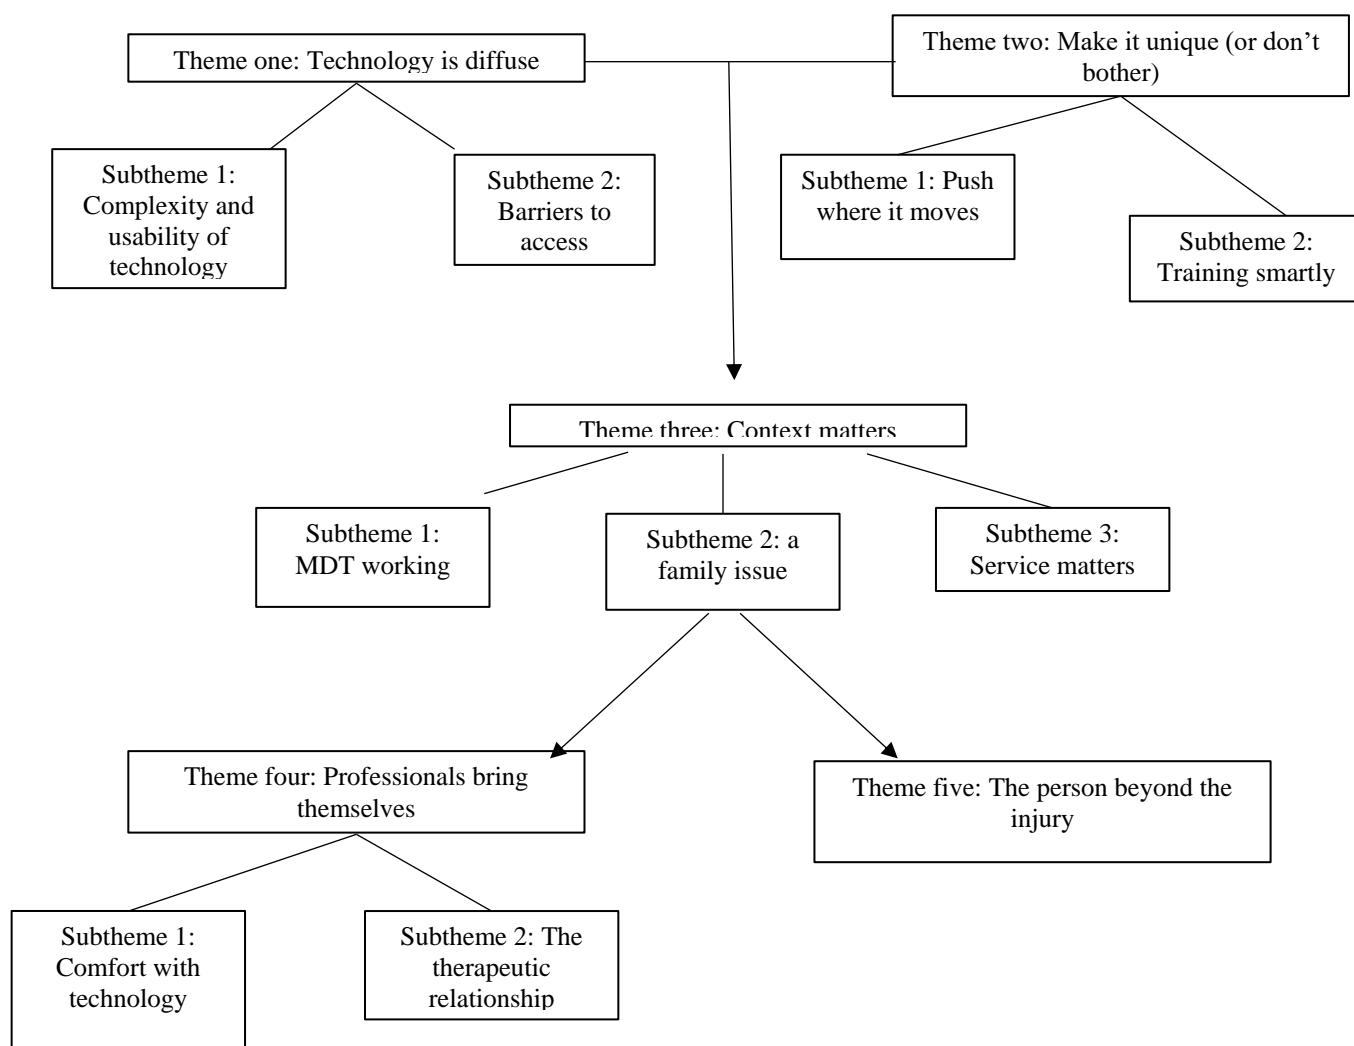 Theme one: Technology is diffuse
Theme two: Make it unique (or don’t
bother)
Subtheme 1:
Complexity and
usability of
technology
Subtheme 2:
Barriers to
access
Subtheme 1: Push
where it moves
Subtheme 2:
Training smartly
Theme three: Context matters
Subtheme 1:
MDT working
Subtheme 2: a
family issue
Subtheme 3:
Service matters
Theme four: Professionals bring
themselves
Theme five: The person beyond the
injury
Subtheme 1:
Comfort with
technology
Subtheme 2: The
therapeutic
relationship